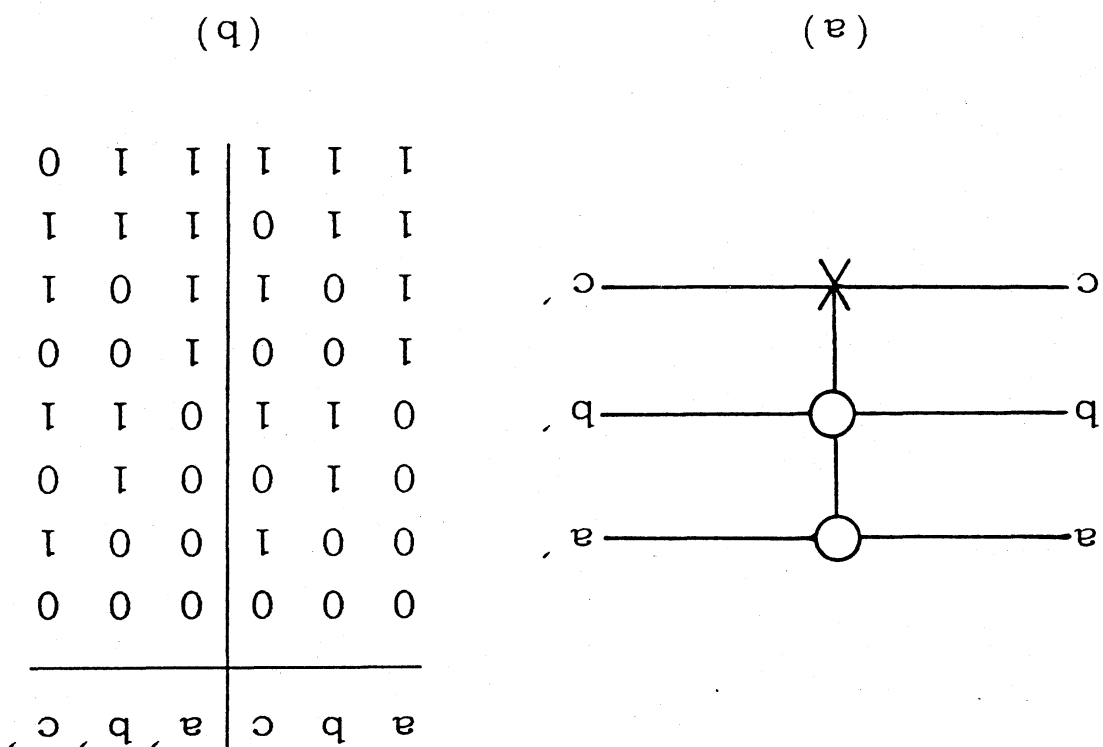 a a′
b b′
c c′
(a)
a b c a′ b′ c′
0 0 0 0 0 0
0 0 1 0 0 1
0 1 0 0 1 0
0 1 1 0 1 1
1 0 0 1 0 0
1 0 1 1 0 1
1 1 0 1 1 1
1 1 1 1 1 0
(b)